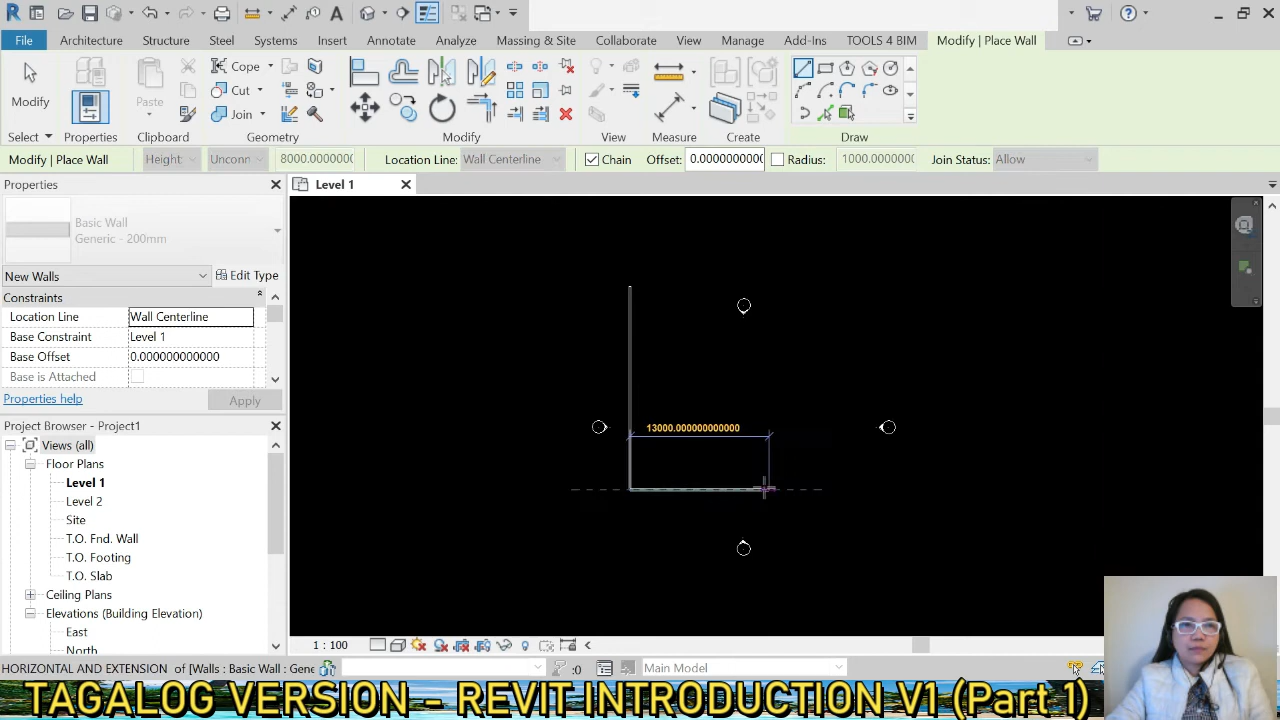 File Architecture Structure Steel Systems Insert Annotate Analyze Massing & Site Collaborate View Manage Add-Ins TOOLS 4 BIM Modify | Place Wall
Modify Paste Cope Cut Join
Select Properties Clipboard Geometry Modify View Measure Create Draw
Modify | Place Wall Height: Unconn 8000.0000000 Location Line: Wall Centerline Chain Offset: 0.0000000000 Radius: 1000.0000000 Join Status: Allow
Properties
Level 1
Basic Wall
Generic - 200mm
New Walls Edit Type
Constraints
Location Line Wall Centerline
Base Constraint Level 1
Base Offset 0.000000000000
Base is Attached
Properties help Apply
Project Browser - Project1
Views (all)
Floor Plans
Level 1
Level 2
Site
T.O. Fnd. Wall
T.O. Footing
T.O. Slab
Ceiling Plans
Elevations (Building Elevation)
East
North
13000.000000000000
1 : 100
HORIZONTAL AND EXTENSION of [Walls : Basic Wall : Gene :0 Main Model
TAGALOG VERSION - REVIT INTRODUCTION V1 (Part 1)